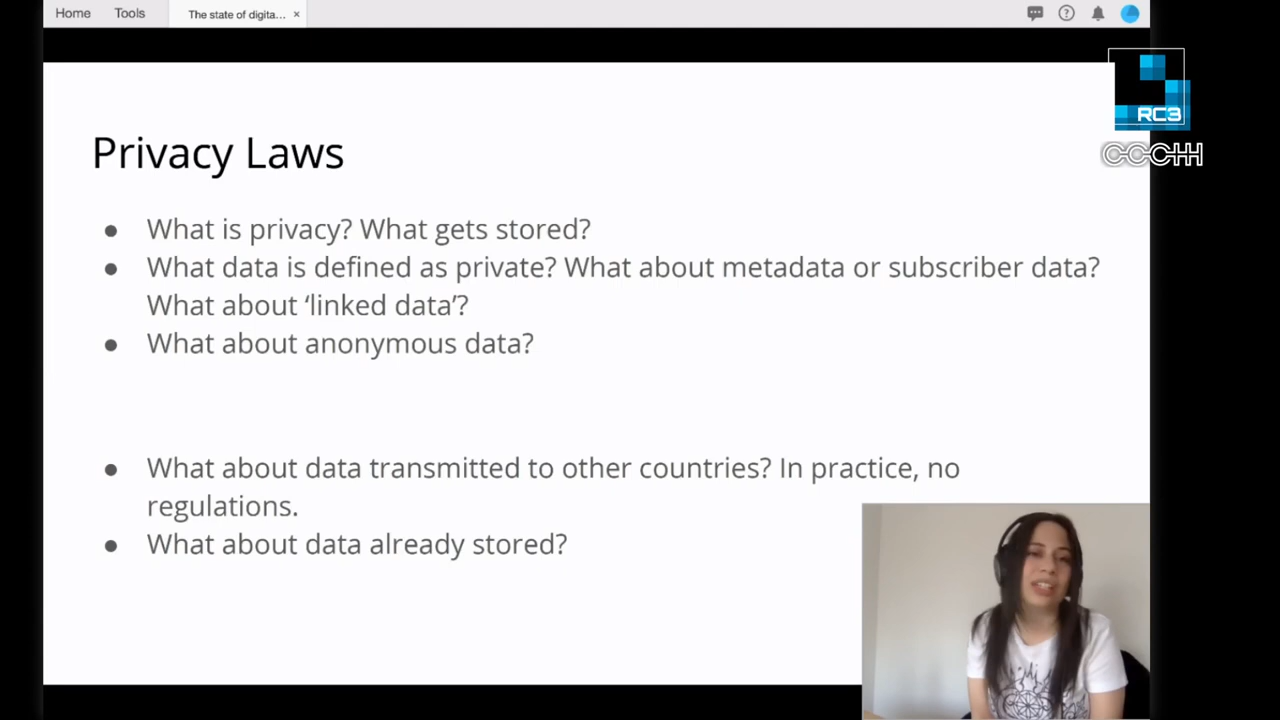 Home Tools The state of digita... ×
RC3
CCCHH
Privacy Laws
● What is privacy? What gets stored?
● What data is defined as private? What about metadata or subscriber data?
What about ‘linked data’?
● What about anonymous data?
● What about data transmitted to other countries? In practice, no
regulations.
● What about data already stored?